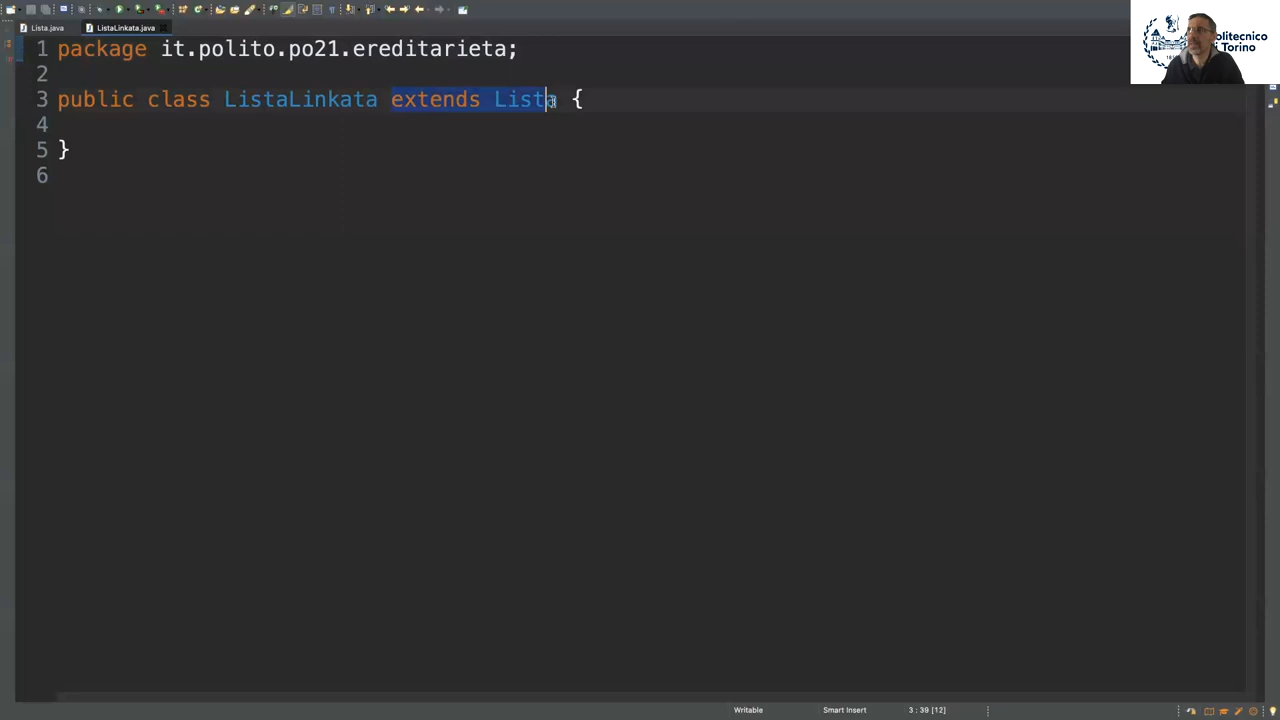 Lista.java
ListaLinkata.java
1 package it.polito.po21.ereditarieta;
2
3 public class ListaLinkata extends Lista {
4
5 }
6
Politecnico
di Torino
Writable
Smart Insert
3 : 39 [12]